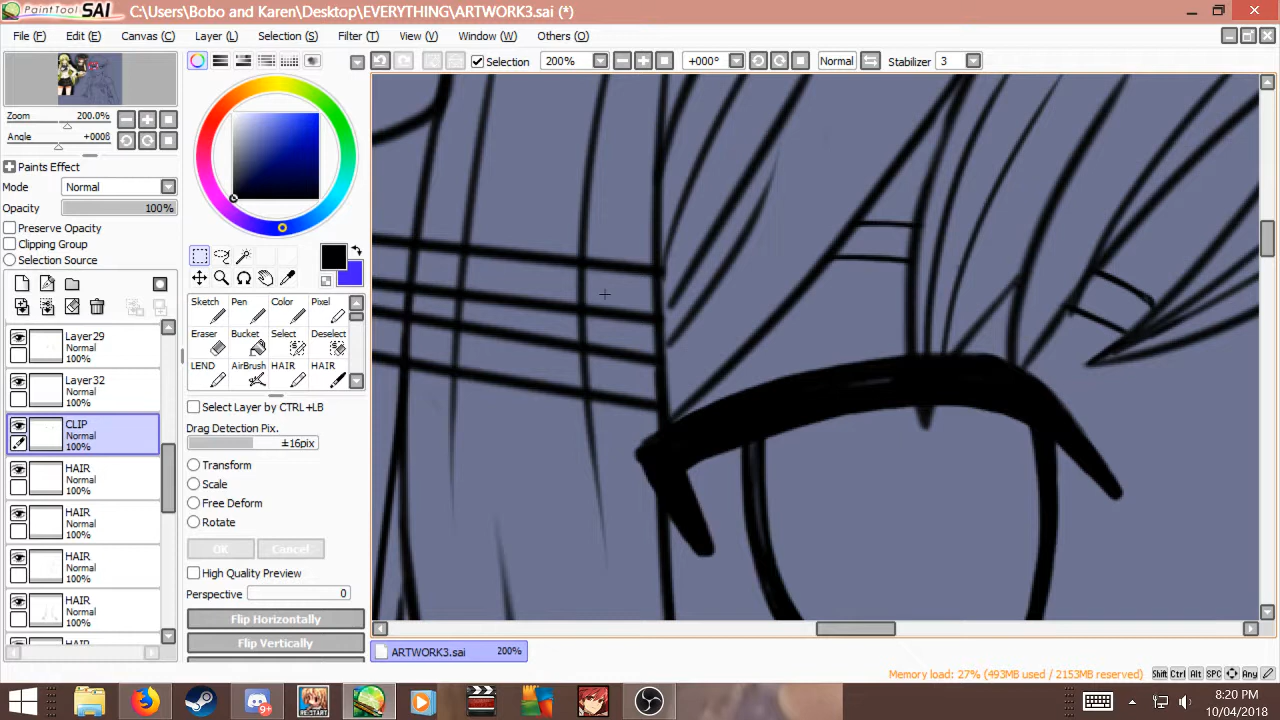 PaintTool SAI C:\Users\Bobo and Karen\Desktop\EVERYTHING\ARTWORK3.sai (*)
File (F) Edit (E) Canvas (C) Layer (L) Selection (S) Filter (T) View (V) Window (W) Others (O)
Selection 200% +000° Normal Stabilizer 3
Zoom 200.0%
Angle +000ß
Paints Effect
Mode Normal
Opacity 100%
Preserve Opacity
Clipping Group
Selection Source
Layer29
Normal
100%
Layer32
Normal
100%
CLIP
Normal
100%
HAIR
Normal
100%
HAIR
Normal
100%
HAIR
Normal
100%
HAIR
Normal
100%
HAIR
Sketch Pen Color Pixel
Eraser Bucket Select Deselect
LEND AirBrush HAIR HAIR
Select Layer by CTRL+LB
Drag Detection Pix.
±16pix
Transform
Scale
Free Deform
Rotate
OK Cancel
High Quality Preview
Perspective 0
Flip Horizontally
Flip Vertically
ARTWORK3.sai 200%
Memory load: 27% (493MB used / 2153MB reserved) Shift Ctrl Alt SPC Any
9+
RE:START
8:20 PM
10/04/2018